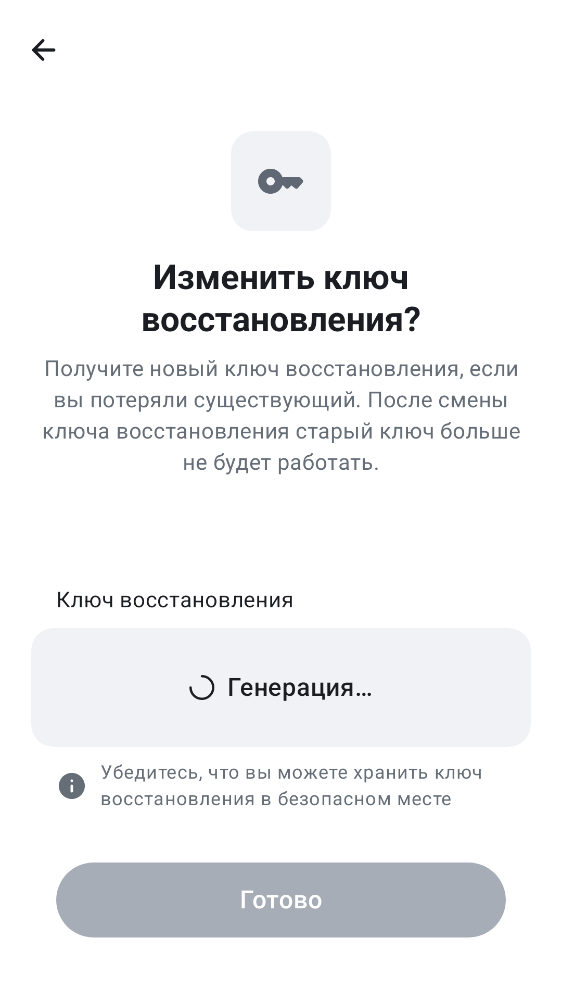 Изменить ключ
восстановления?
Получите новый ключ восстановления, если
вы потеряли существующий. После смены
ключа восстановления старый ключ больше
не будет работать.
Ключ восстановления
Генерация…
Убедитесь, что вы можете хранить ключ
восстановления в безопасном месте
Готово